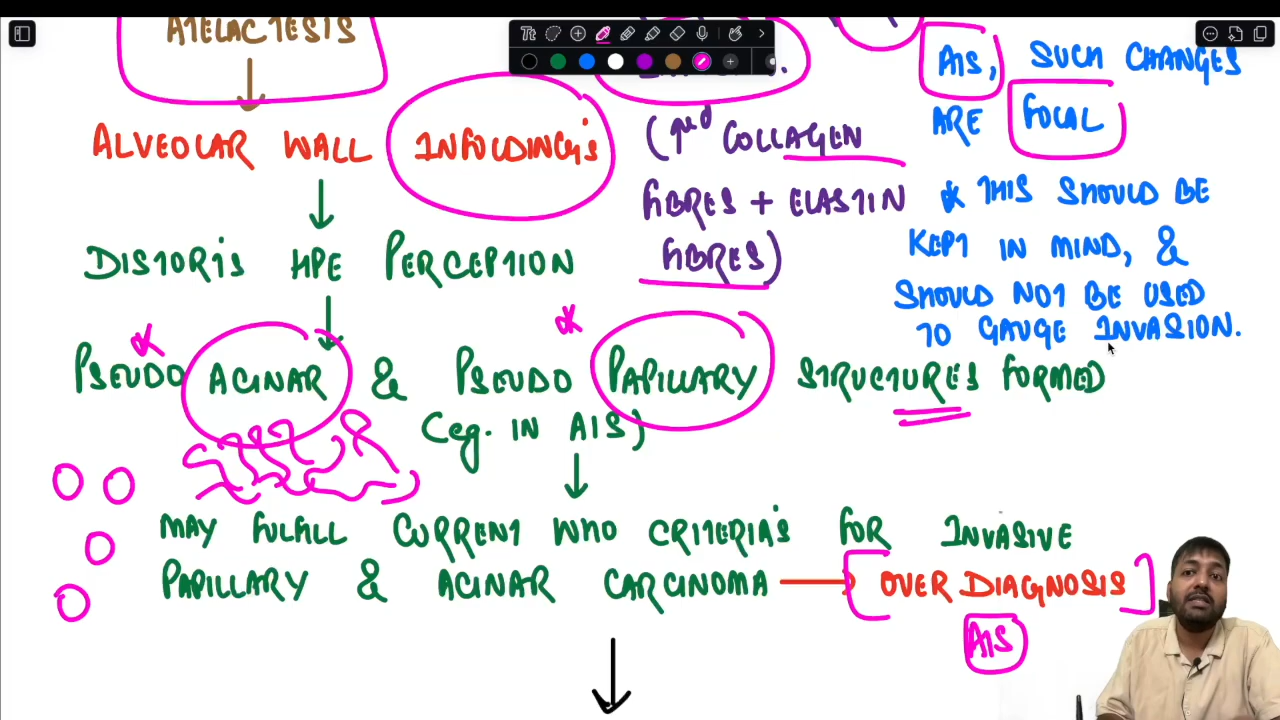 ATELACTESIS
ALVEOLAR WALL INFOLDING'S
DISTORTS HPE PERCEPTION
PSEUDO ACINAR & PSEUDO PAPILLARY STRUCTURES FORMED
(eg. IN AIS)
MAY FULFILL CURRENT WHO CRITERIA'S FOR INVASIVE
PAPILLARY & ACINAR CARCINOMA
OVER DIAGNOSIS
AIS
COLLAGEN
FIBRES + ELASTIN
FIBRES)
AIS, SUCH CHANGES
ARE FOCAL
* THIS SHOULD BE
KEPT IN MIND, &
SHOULD NOT BE USED
TO GAUGE INVASION.